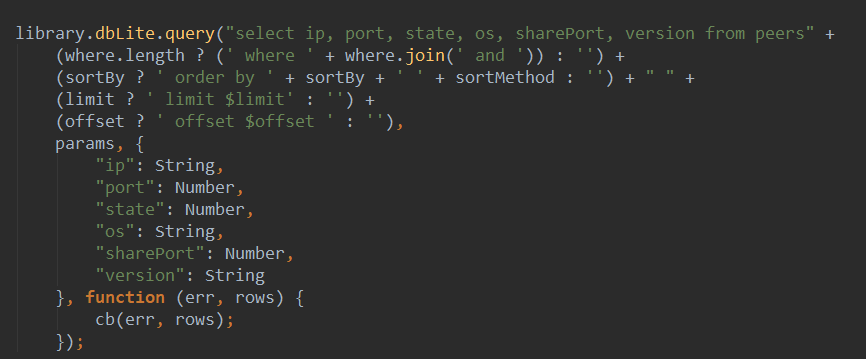 library.dbLite.query("select ip, port, state, os, sharePort, version from peers" +
    (where.length ? (' where ' + where.join(' and ')) : '') +
    (sortBy ? ' order by ' + sortBy + ' ' + sortMethod : '') + " " +
    (limit ? ' limit $limit' : '') +
    (offset ? ' offset $offset ' : ''),
    params, {
        "ip": String,
        "port": Number,
        "state": Number,
        "os": String,
        "sharePort": Number,
        "version": String
    }, function (err, rows) {
        cb(err, rows);
    });